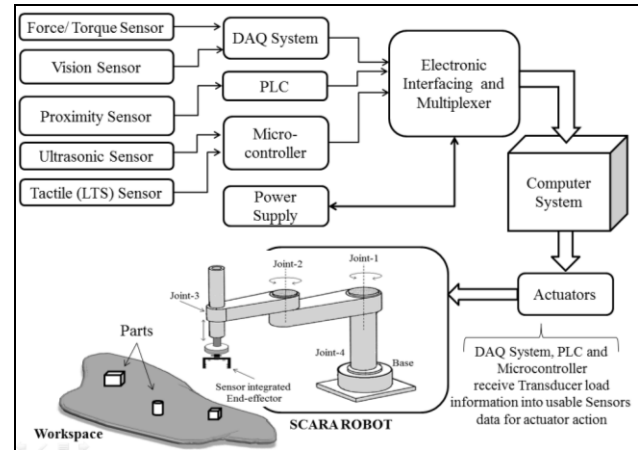 Force/ Torque Sensor
Vision Sensor
Proximity Sensor
Ultrasonic Sensor
Tactile (LTS) Sensor
DAQ System
PLC
Micro-
controller
Power
Supply
Electronic
Interfacing and
Multiplexer
Computer
System
Actuators
DAQ System, PLC and
Microcontroller
receive Transducer load
information into usable Sensors
data for actuator action
Joint-1
Joint-2
Joint-3
Joint-4
Base
Sensor integrated
End-effector
SCARA ROBOT
Parts
Workspace